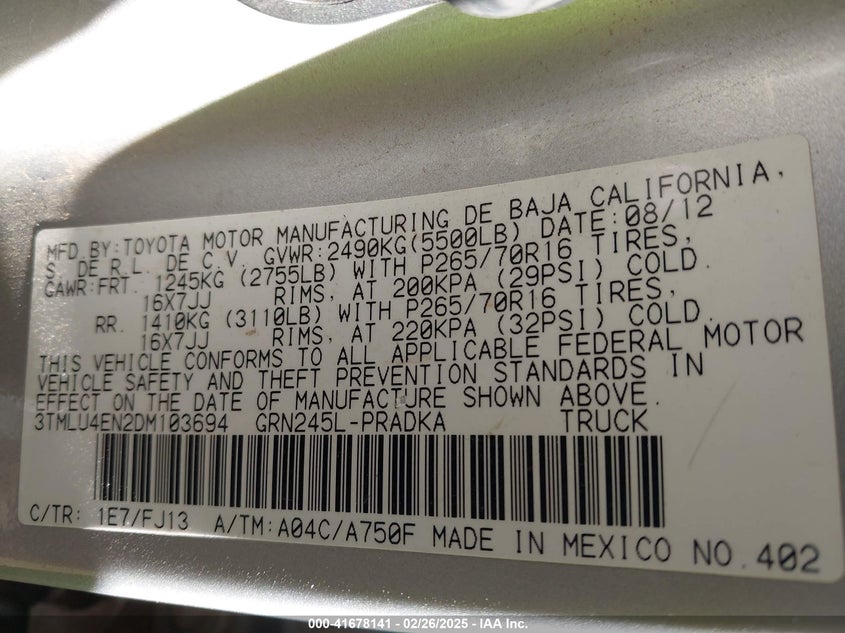 MFD.BY:TOYOTA MOTOR MANUFACTURING DE BAJA CALIFORNIA,
S. DE R.L. DE C.V. GVWR:2490KG(5500LB) DATE:08/12
GAWR:FRT. 1245KG (2755LB) WITH P265/70R16 TIRES,
16X7JJ RIMS, AT 200KPA (29PSI) COLD.
RR. 1410KG (3110LB) WITH P265/70R16 TIRES,
16X7JJ RIMS, AT 220KPA (32PSI) COLD.
THIS VEHICLE CONFORMS TO ALL APPLICABLE FEDERAL MOTOR
VEHICLE SAFETY AND THEFT PREVENTION STANDARDS IN
EFFECT ON THE DATE OF MANUFACTURE SHOWN ABOVE.
3TMLU4EN2DM103694 GRN245L-PRADKA TRUCK
C/TR: 1E7/FJ13 A/TM:A04C/A750F MADE IN MEXICO NO.402
000-41678141 - 02/26/2025 - IAA Inc.